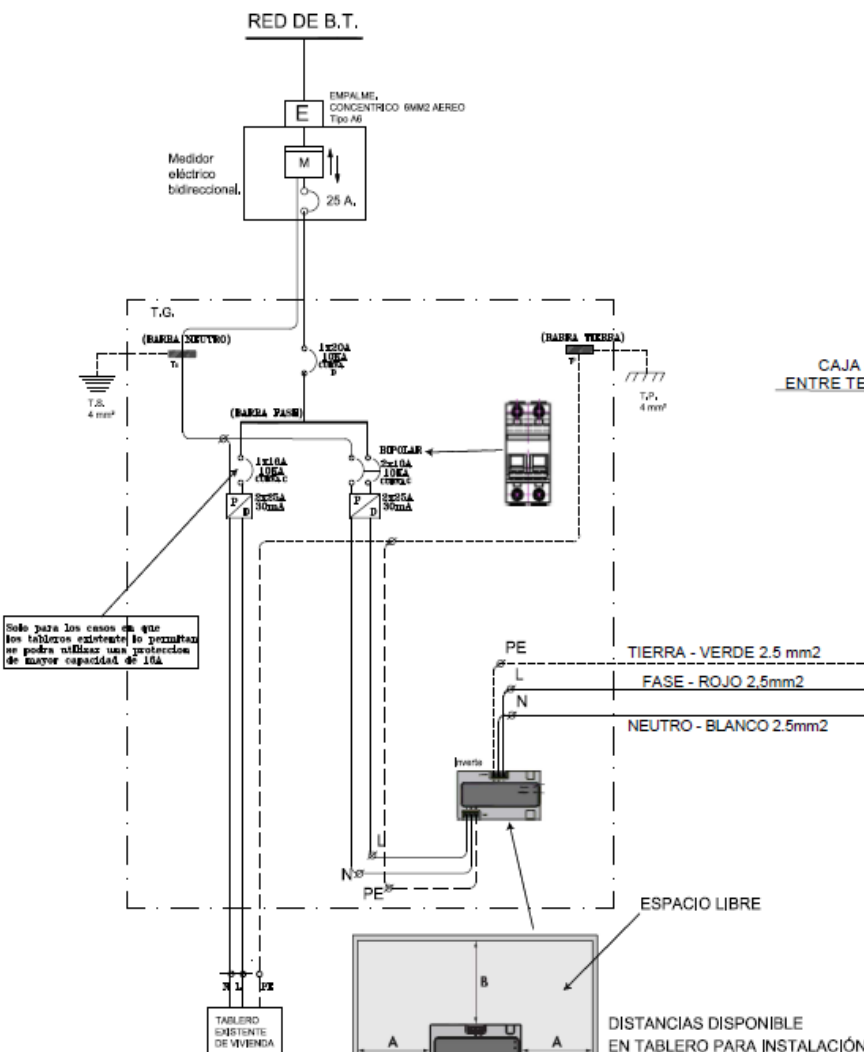 RED DE B.T.
EMPALME,
CONCENTRICO 6MM2 AEREO
Tipo A6
E
Medidor
eléctrico
bidireccional.
M
25 A.
T.G.
(BARRA NEUTRO)
(BARRA TIERRA)
1x20A
10KA
CURVA
D
CAJA
ENTRE TE
T.S.
4 mm²
T.P.
4 mm²
(BARRA FASE)
BIPOLAR
1x16A
10KA
CURVA C
2x16A
10KA
CURVA C
P
D
2x25A
30mA
P
D
2x25A
30mA
Solo para los casos en que
los tableros existente lo permitan
se podra utilizar una proteccion
de mayor capacidad de 16A
PE
TIERRA - VERDE 2.5 mm2
L
FASE - ROJO 2,5mm2
N
NEUTRO - BLANCO 2.5mm2
Inverte
L
N
PE
ESPACIO LIBRE
N L PE
B
TABLERO
EXISTENTE
DE VIVIENDA
A
A
DISTANCIAS DISPONIBLE
EN TABLERO PARA INSTALACIÓN